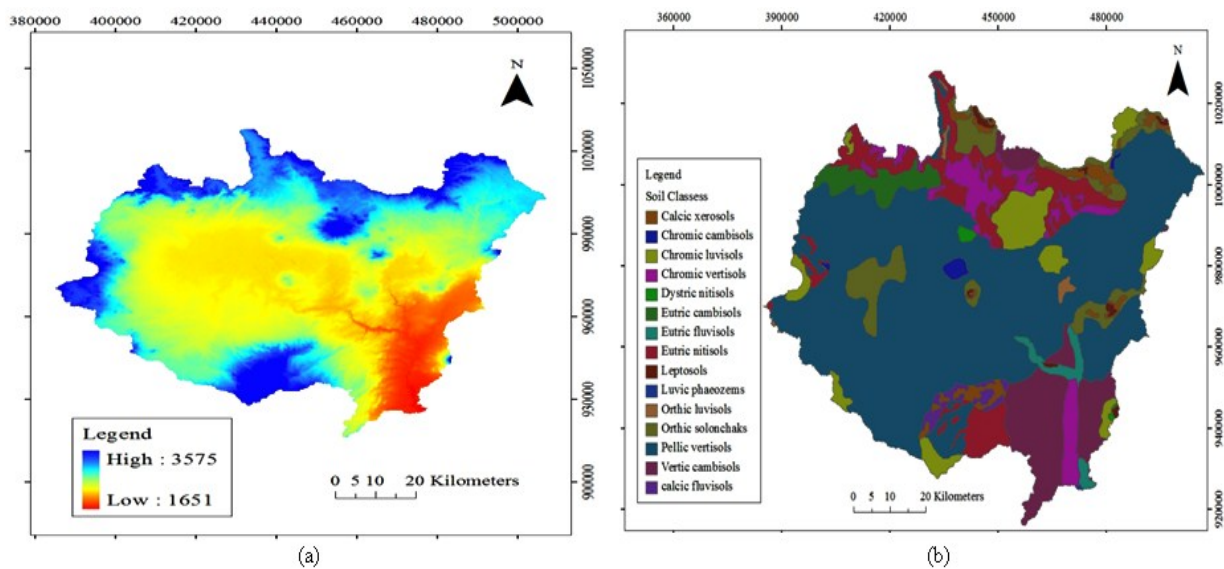 380000 400000 420000 440000 460000 480000 500000
N
1050000
1020000
990000
960000
930000
900000
Legend
High : 3575
Low : 1651
0 5 10 20 Kilometers
(a)
360000 390000 420000 450000 480000
N
1020000
1000000
980000
960000
940000
920000
Legend
Soil Classess
Calcic xerosols
Chromic cambisols
Chromic luvisols
Chromic vertisols
Dystric nitisols
Eutric cambisols
Eutric fluvisols
Eutric nitisols
Leptosols
Luvic phaeozems
Orthic luvisols
Orthic solonchaks
Pellic vertisols
Vertic cambisols
calcic fluvisols
0 5 10 20 Kilometers
(b)